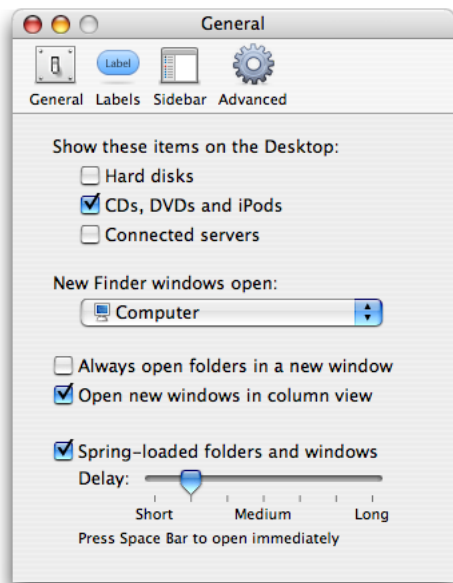 General
Label
General Labels Sidebar Advanced
Show these items on the Desktop:
Hard disks
CDs, DVDs and iPods
Connected servers
New Finder windows open:
Computer
Always open folders in a new window
Open new windows in column view
Spring-loaded folders and windows
Delay:
Short Medium Long
Press Space Bar to open immediately